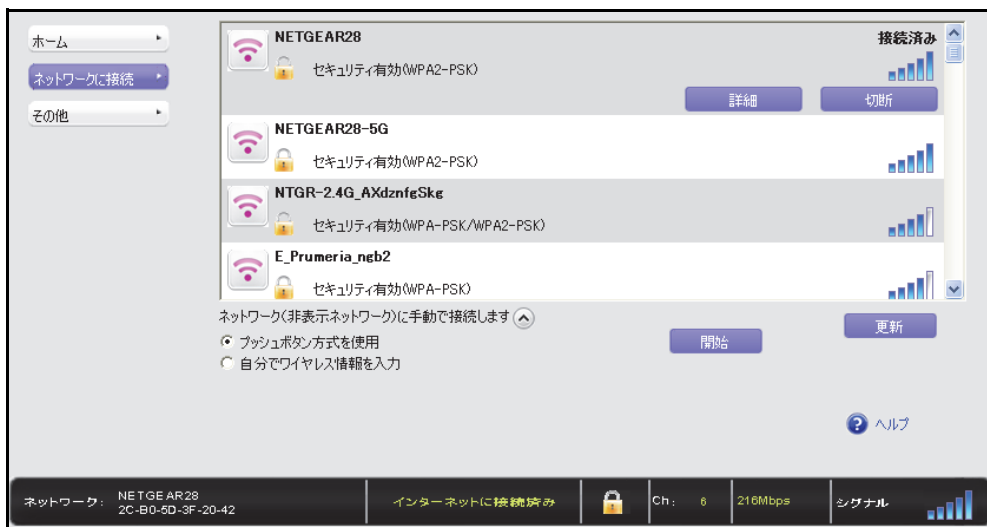 ホーム
ネットワークに接続
その他
NETGEAR28
接続済み
セキュリティ有効(WPA2-PSK)
詳細
切断
NETGEAR28-5G
セキュリティ有効(WPA2-PSK)
NTGR-2.4G_AXdznfgSkg
セキュリティ有効(WPA-PSK/WPA2-PSK)
E_Prumeria_ngb2
セキュリティ有効(WPA-PSK)
ネットワーク(非表示ネットワーク)に手動で接続します
更新
プッシュボタン方式を使用
開始
自分でワイヤレス情報を入力
ヘルプ
ネットワーク: NETGEAR28
2C-B0-5D-3F-20-42
インターネットに接続済み
Ch: 6
216Mbps
シグナル